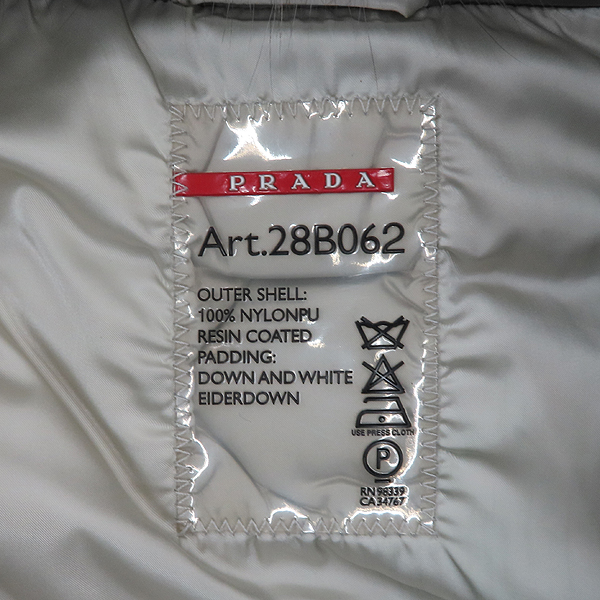 PRADA
Art.28B062
OUTER SHELL:
100% NYLONPU
RESIN COATED
PADDING:
DOWN AND WHITE
EIDERDOWN
USE PRESS CLOTH
P
RN 98339
CA 34767